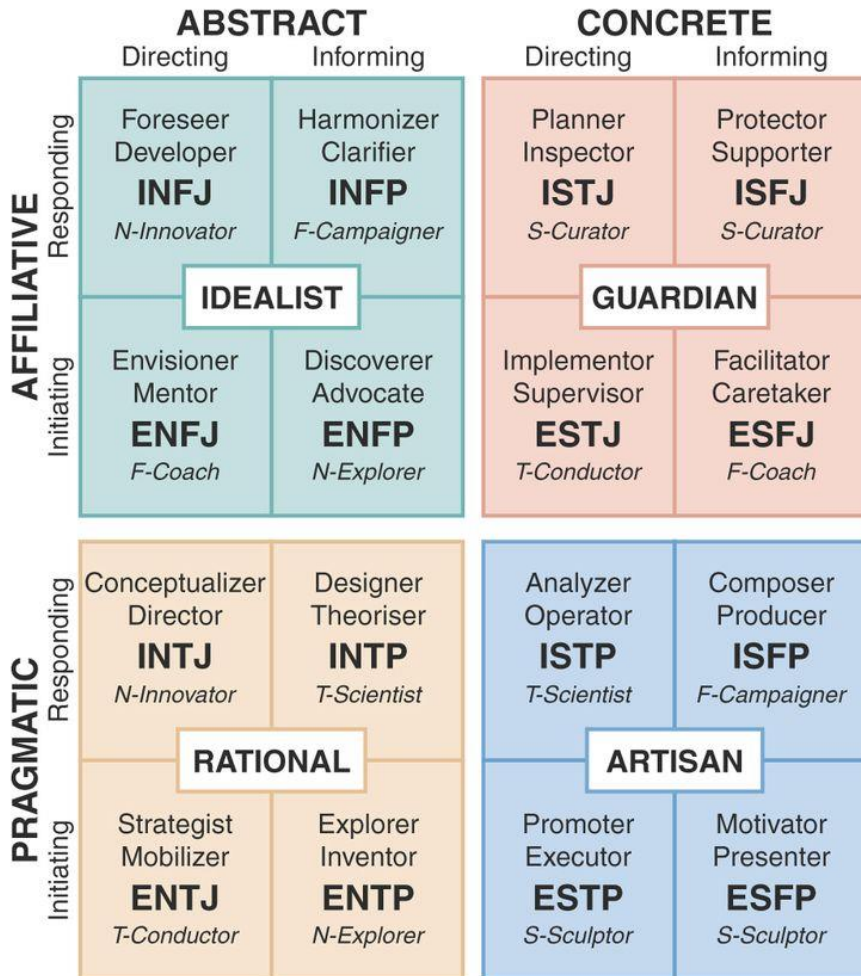 ABSTRACT
CONCRETE
Directing
Informing
Directing
Informing
AFFILIATIVE
Responding
Foreseer
Developer
INFJ
N-Innovator
Harmonizer
Clarifier
INFP
F-Campaigner
Planner
Inspector
ISTJ
S-Curator
Protector
Supporter
ISFJ
S-Curator
IDEALIST
GUARDIAN
Initiating
Envisioner
Mentor
ENFJ
F-Coach
Discoverer
Advocate
ENFP
N-Explorer
Implementor
Supervisor
ESTJ
T-Conductor
Facilitator
Caretaker
ESFJ
F-Coach
PRAGMATIC
Responding
Conceptualizer
Director
INTJ
N-Innovator
Designer
Theoriser
INTP
T-Scientist
Analyzer
Operator
ISTP
T-Scientist
Composer
Producer
ISFP
F-Campaigner
RATIONAL
ARTISAN
Initiating
Strategist
Mobilizer
ENTJ
T-Conductor
Explorer
Inventor
ENTP
N-Explorer
Promoter
Executor
ESTP
S-Sculptor
Motivator
Presenter
ESFP
S-Sculptor